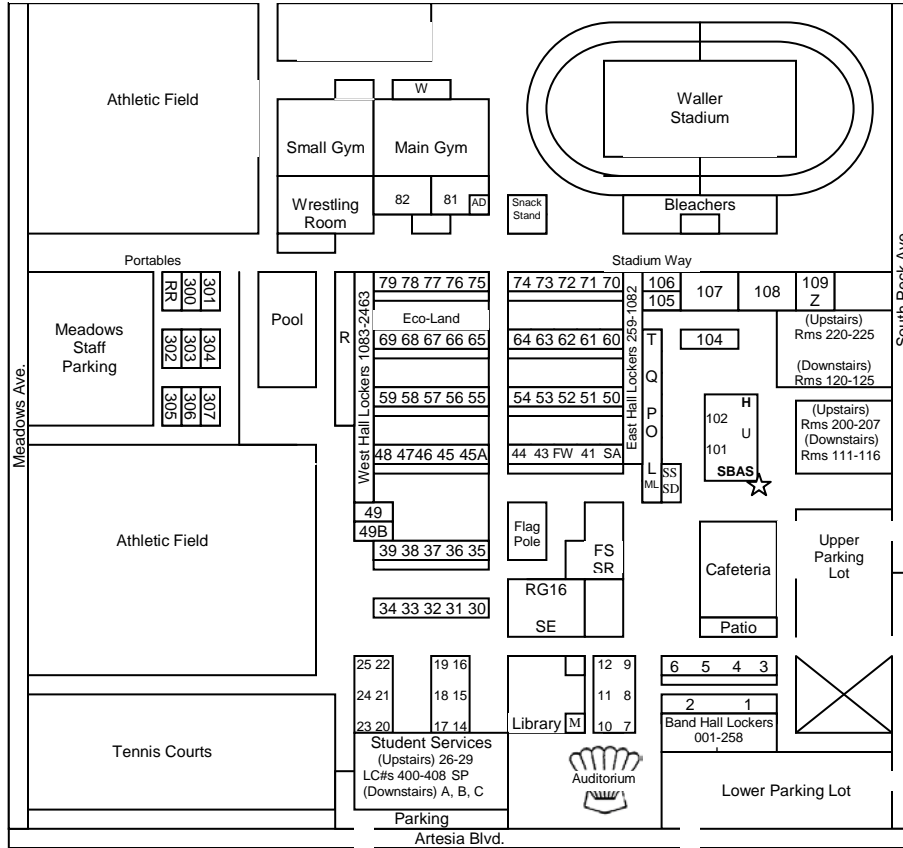 Athletic Field
Waller
Stadium
W
Small Gym
Main Gym
Wrestling
Room
82
81
AD
Snack
Stand
Bleachers
Portables
Stadium Way
South Beck Ave.
Meadows Ave.
Meadows
Staff
Parking
RR
300
301
302
303
304
305
306
307
Pool
R
West Hall Lockers 1083-2463
79 78 77 76 75
Eco-Land
69 68 67 66 65
59 58 57 56 55
48 47 46 45 45A
49
49B
39 38 37 36 35
34 33 32 31 30
74 73 72 71 70
64 63 62 61 60
54 53 52 51 50
44 43 FW 41 SA
East Hall Lockers 259-1082
106
105
107
108
109
Z
104
T
Q
P
O
L
ML
SS
SD
H
102
U
101
SBAS
(Upstairs)
Rms 220-225
(Downstairs)
Rms 120-125
(Upstairs)
Rms 200-207
(Downstairs)
Rms 111-116
Athletic Field
Flag
Pole
FS
SR
RG16
SE
Cafeteria
Patio
Upper
Parking
Lot
25 22
24 21
23 20
19 16
18 15
17 14
Library
M
12 9
11 8
10 7
6 5 4 3
2 1
Band Hall Lockers
001-258
Tennis Courts
Student Services
(Upstairs) 26-29
LC#s 400-408 SP
(Downstairs) A, B, C
Parking
Auditorium
Lower Parking Lot
Artesia Blvd.